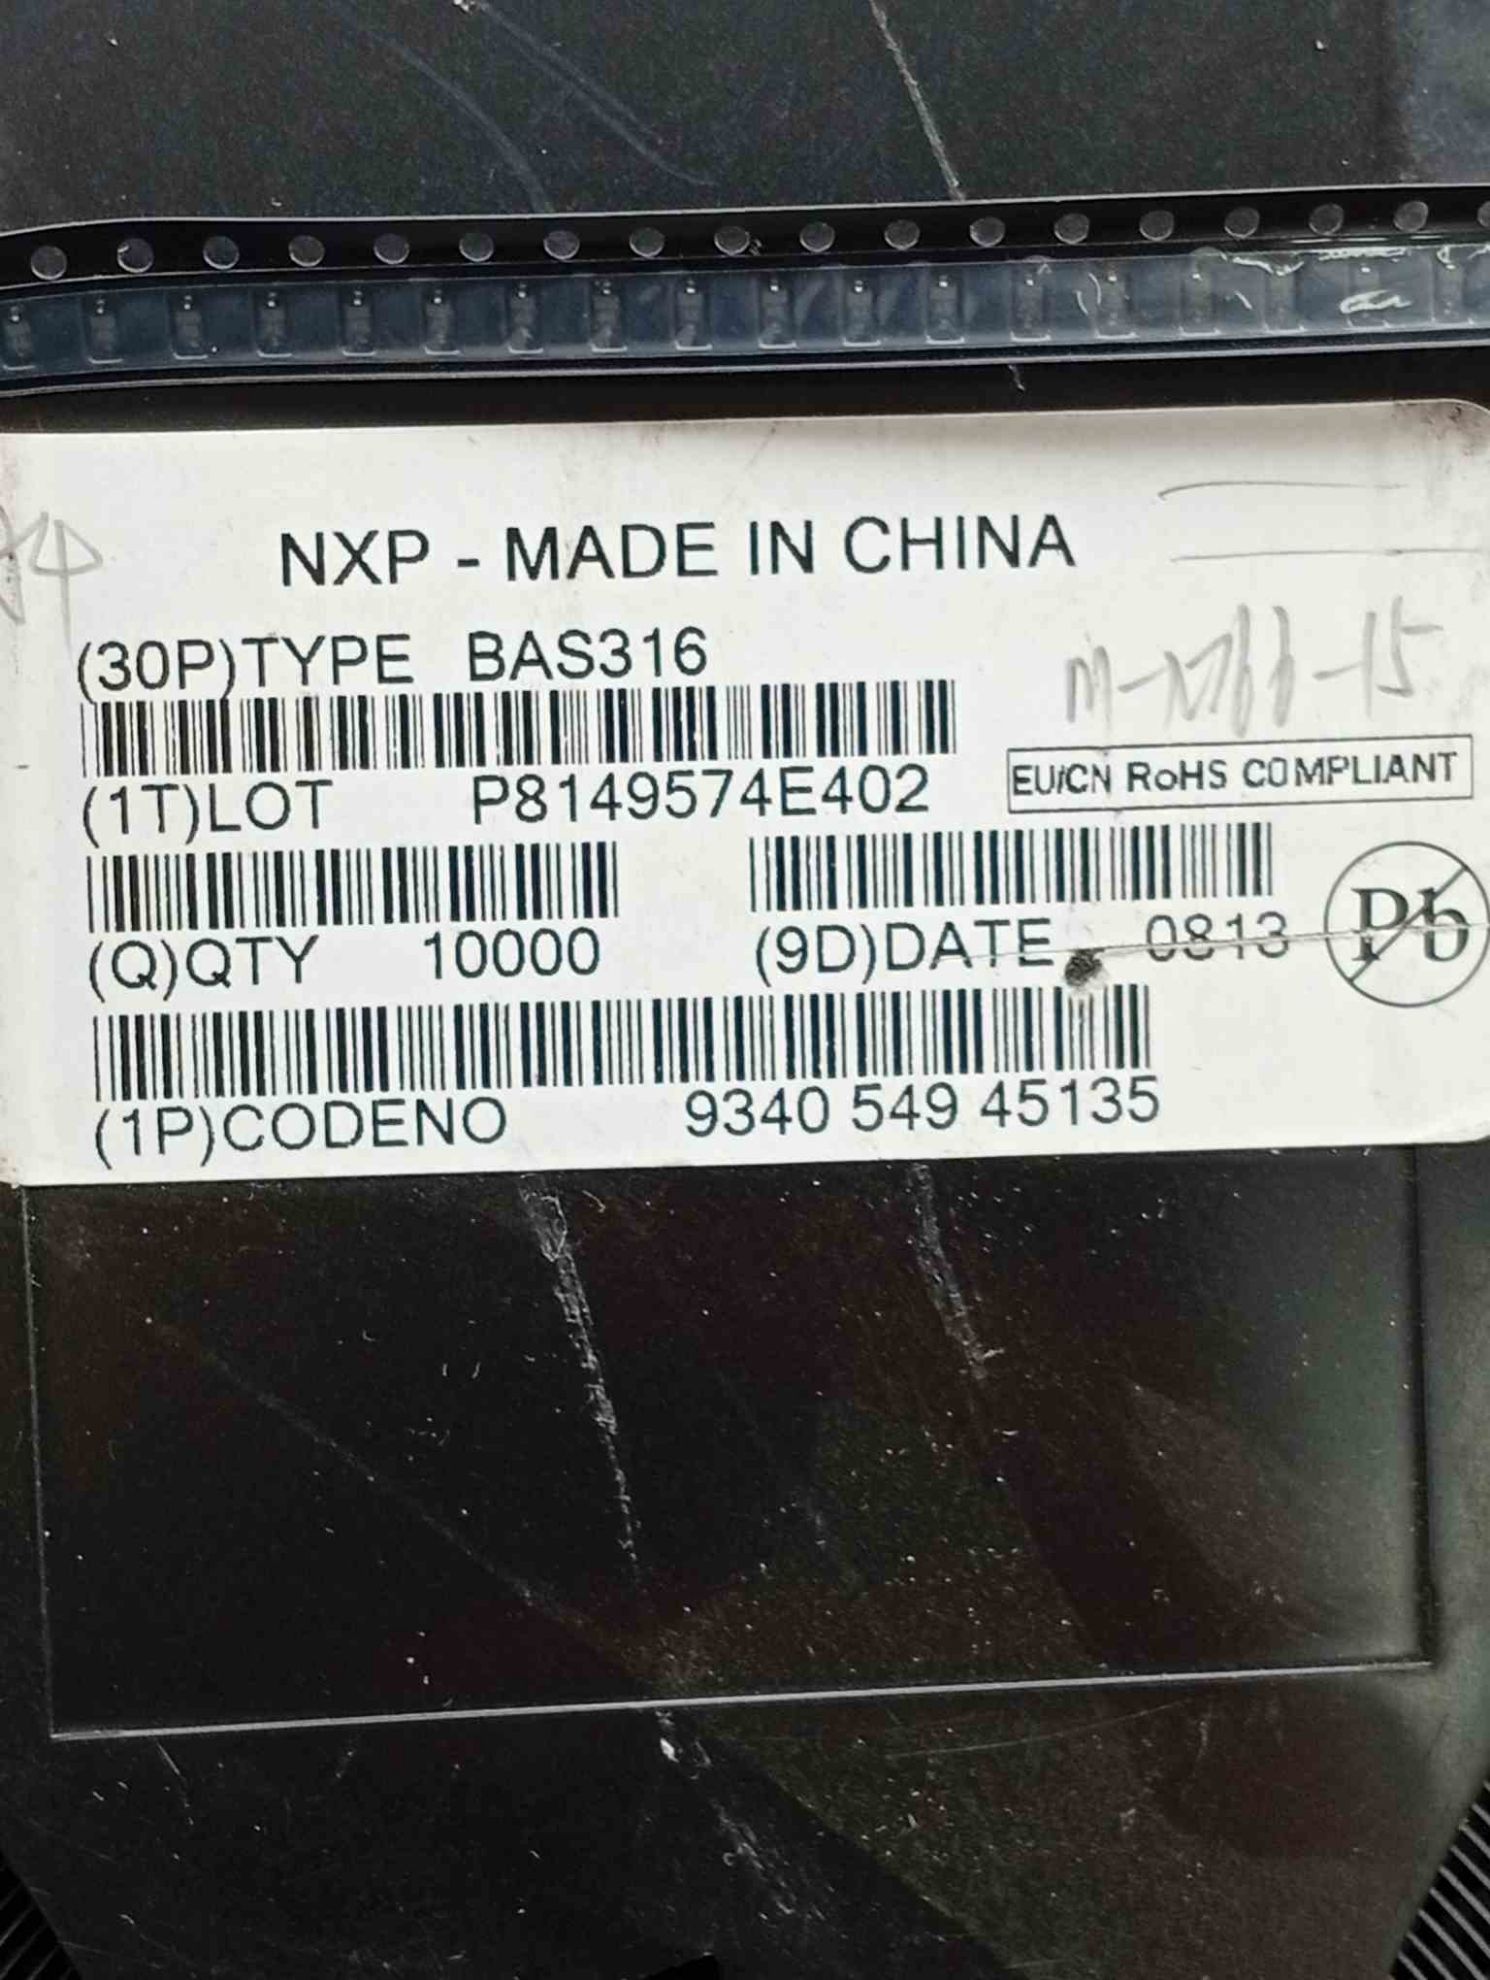 NXP - MADE IN CHINA
(30P)TYPE BAS316
(1T)LOT P8149574E402
EU/CN RoHS COMPLIANT
(Q)QTY 10000 (9D)DATE 0813
Pb
(1P)CODENO 9340 549 45135